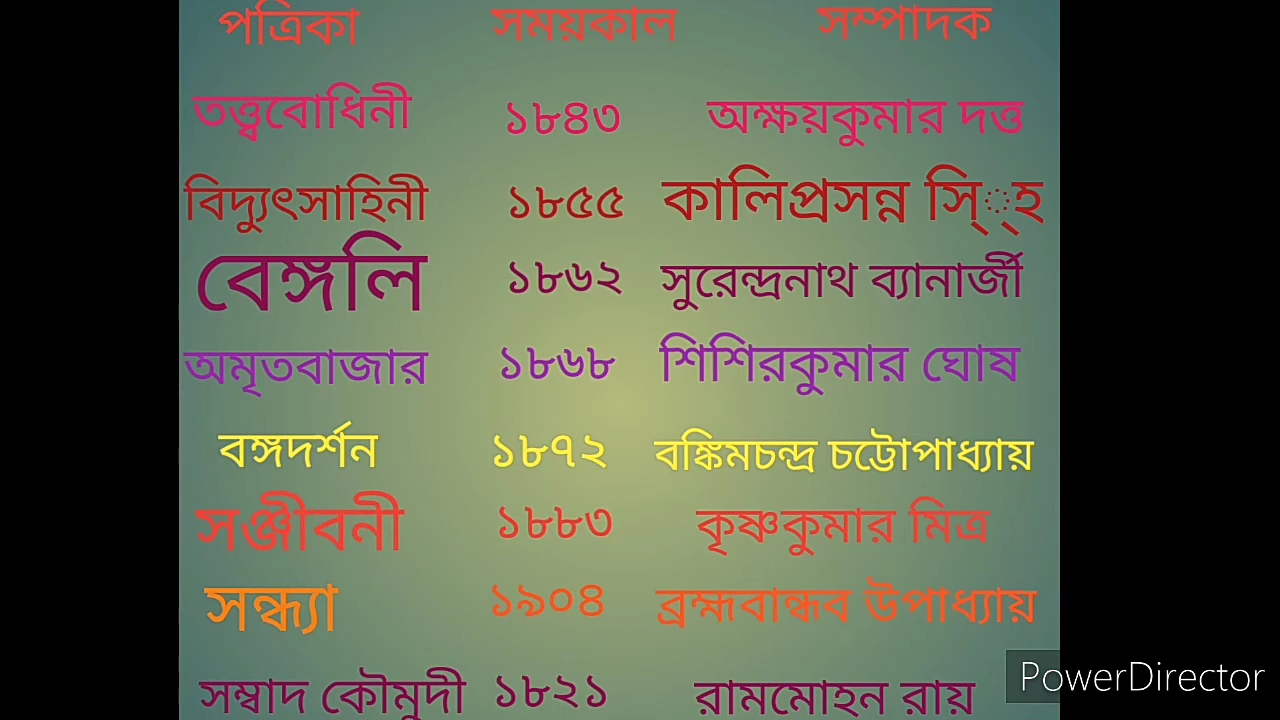 পত্রিকা সময়কাল সম্পাদক
তত্ত্ববোধিনী ১৮৪৩ অক্ষয়কুমার দত্ত
বিদ্যুৎসাহিনী ১৮৫৫ কালিপ্রসন্ন সি্ ্হ
বেঙ্গলি ১৮৬২ সুরেন্দ্রনাথ ব্যানার্জী
অমৃতবাজার ১৮৬৮ শিশিরকুমার ঘোষ
বঙ্গদর্শন ১৮৭২ বঙ্কিমচন্দ্র চট্টোপাধ্যায়
সঞ্জীবনী ১৮৮৩ কৃষ্ণকুমার মিত্র
সন্ধ্যা ১৯০৪ ব্রহ্মবান্ধব উপাধ্যায়
সম্বাদ কৌমুদী ১৮২১ রামমোহন রায়
PowerDirector